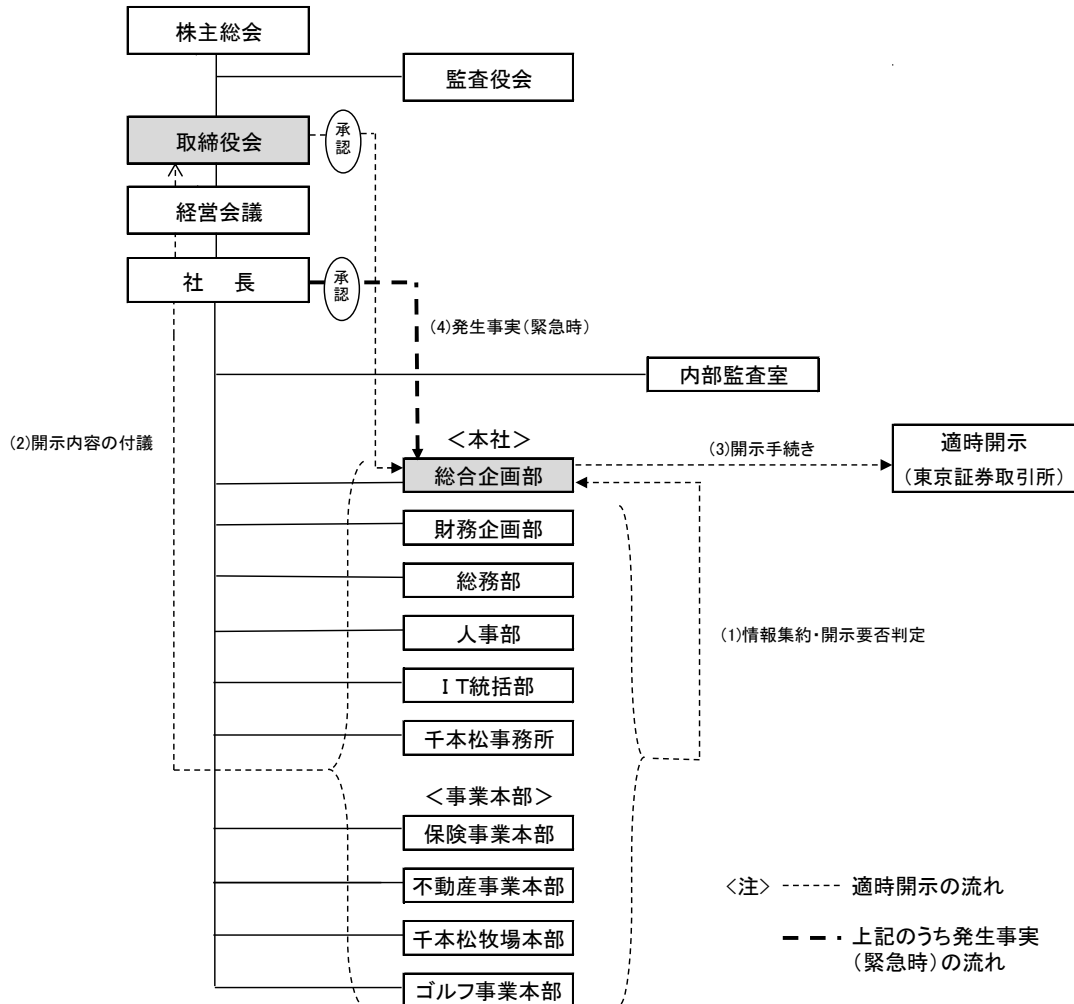 株主総会
監査役会
取締役会
承認
経営会議
社　長
承認
(4)発生事実(緊急時)
内部監査室
(2)開示内容の付議
＜本社＞
総合企画部
(3)開示手続き
適時開示
(東京証券取引所)
財務企画部
総務部
人事部
(1)情報集約・開示要否判定
ＩＴ統括部
千本松事務所
＜事業本部＞
保険事業本部
不動産事業本部
千本松牧場本部
ゴルフ事業本部
<注> 適時開示の流れ
上記のうち発生事実
(緊急時)の流れ